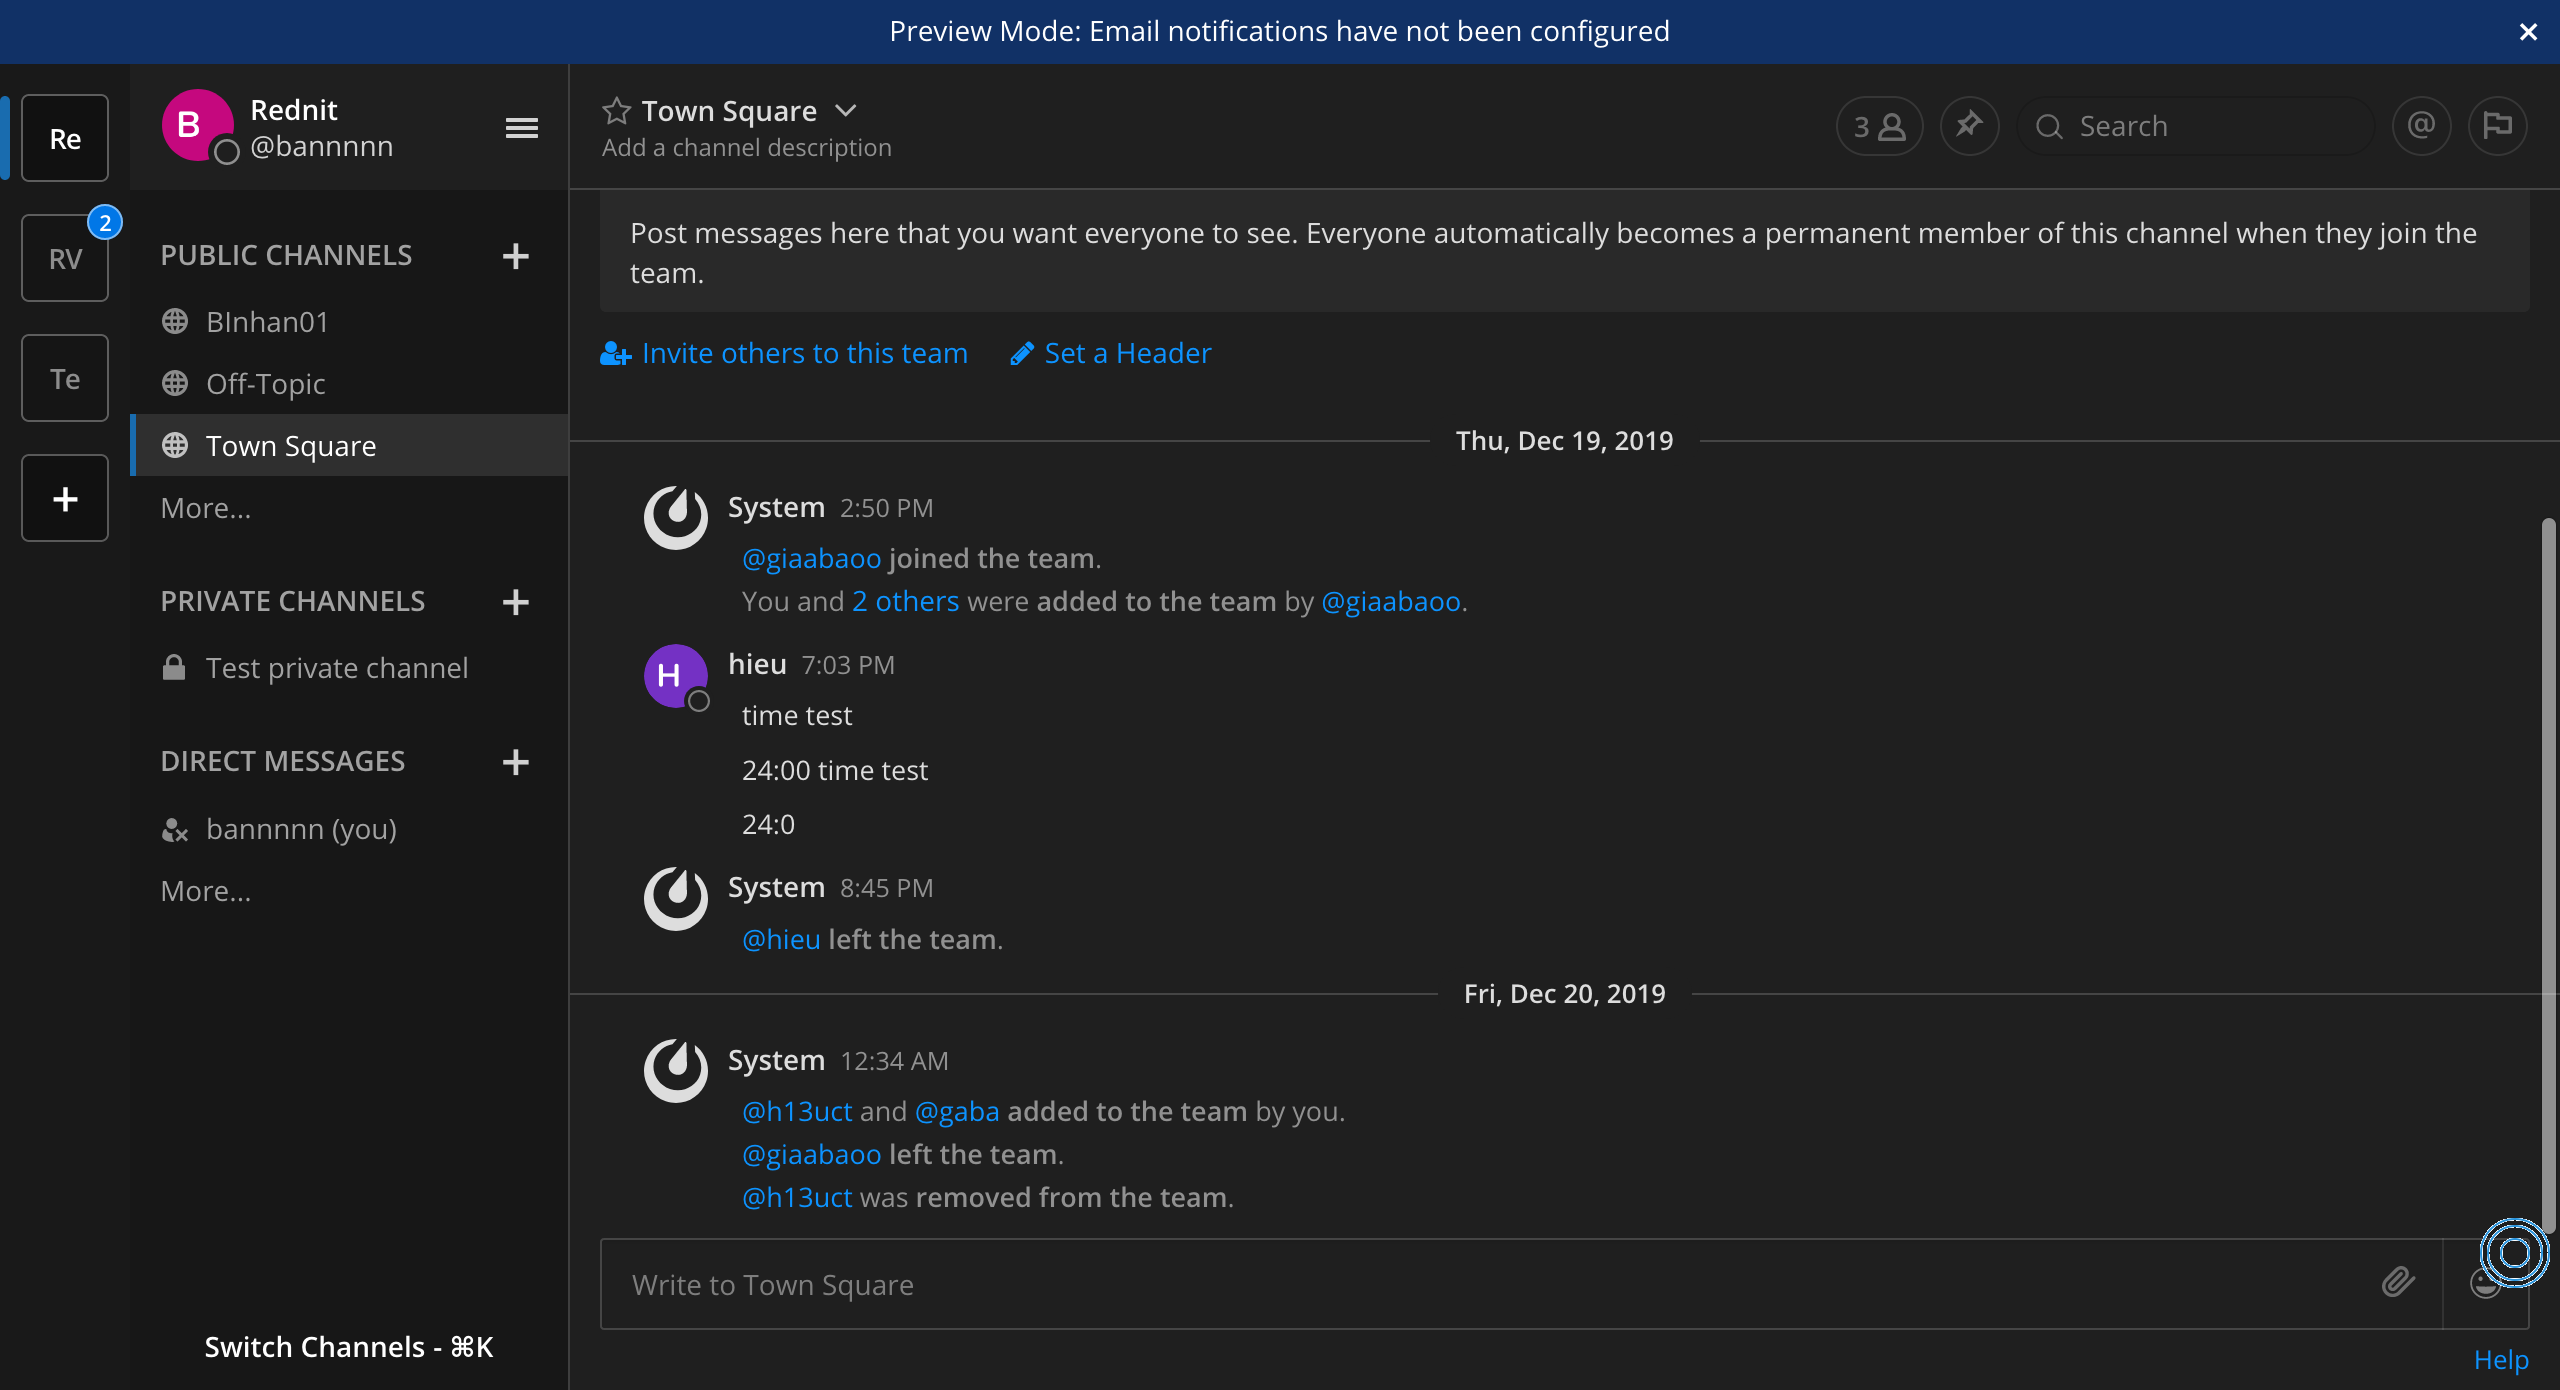 Preview Mode: Email notifications have not been configured
Re
RV
2
Te
B
Rednit
@bannnnn
PUBLIC CHANNELS
BInhan01
Off-Topic
Town Square
More...
PRIVATE CHANNELS
Test private channel
DIRECT MESSAGES
bannnnn (you)
More...
Switch Channels - ⌘K
Town Square
Add a channel description
3
Search
@
Post messages here that you want everyone to see. Everyone automatically becomes a permanent member of this channel when they join the
team.
Invite others to this team Set a Header
Thu, Dec 19, 2019
System 2:50 PM
@giaabaoo joined the team.
You and 2 others were added to the team by @giaabaoo.
H
hieu 7:03 PM
time test
24:00 time test
24:0
System 8:45 PM
@hieu left the team.
Fri, Dec 20, 2019
System 12:34 AM
@h13uct and @gaba added to the team by you.
@giaabaoo left the team.
@h13uct was removed from the team.
Write to Town Square
Help